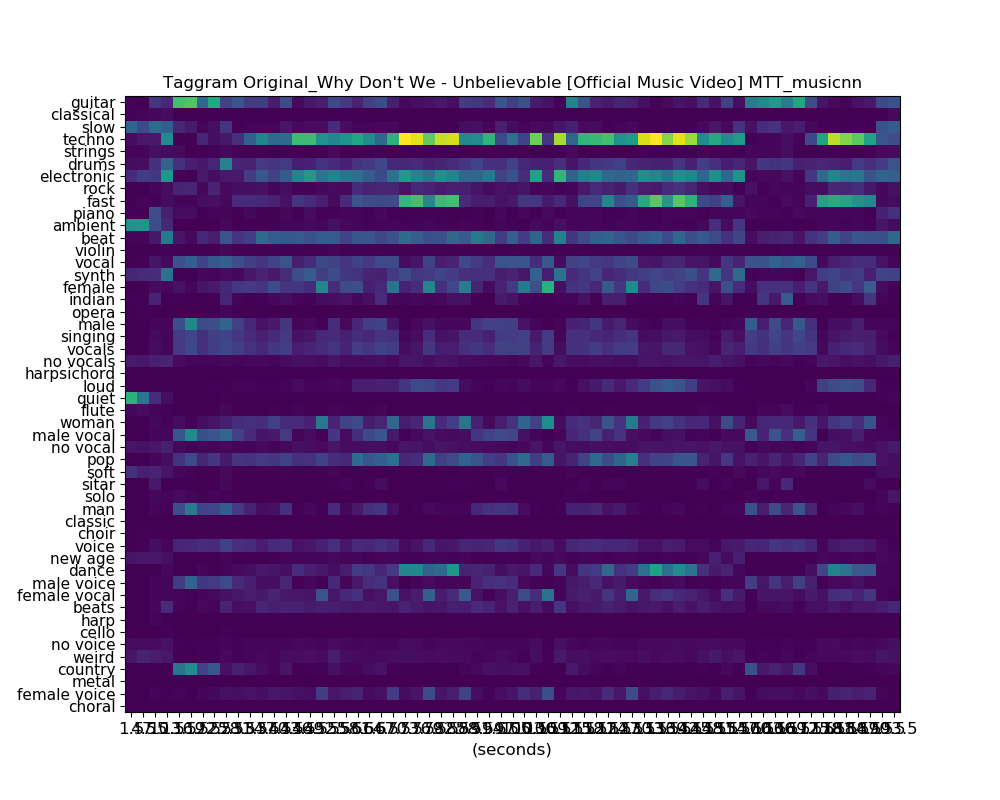 Taggram Original_Why Don't We - Unbelievable [Official Music Video] MTT_musicnn
guitar
classical
slow
techno
strings
drums
electronic
rock
fast
piano
ambient
beat
violin
vocal
synth
female
indian
opera
male
singing
vocals
no vocals
harpsichord
loud
quiet
flute
woman
male vocal
no vocal
pop
soft
sitar
solo
man
classic
choir
voice
new age
dance
male voice
female vocal
beats
harp
cello
no voice
weird
country
metal
female voice
choral
(seconds)